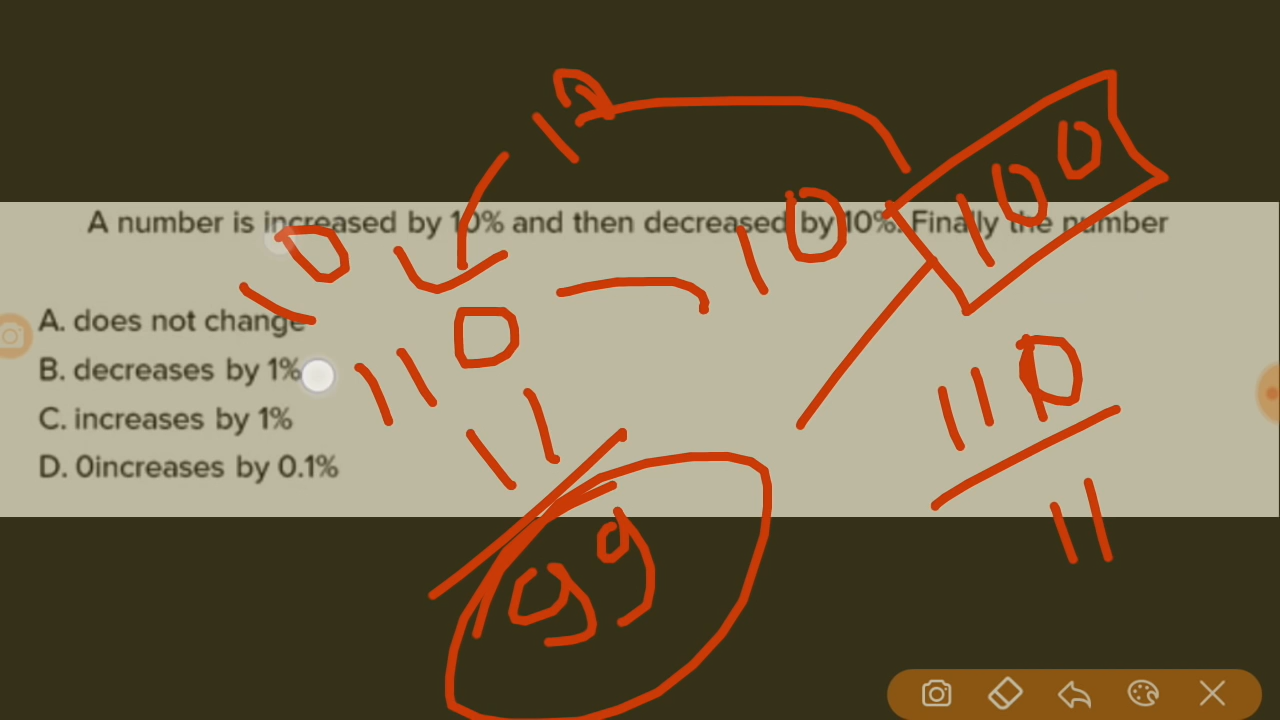 10
100
A number is increased by 10% and then decreased by 10%. Finally the number
10
10
A. does not change
110
110
B. decreases by 1%
C. increases by 1%
11
11
D. 0increases by 0.1%
99